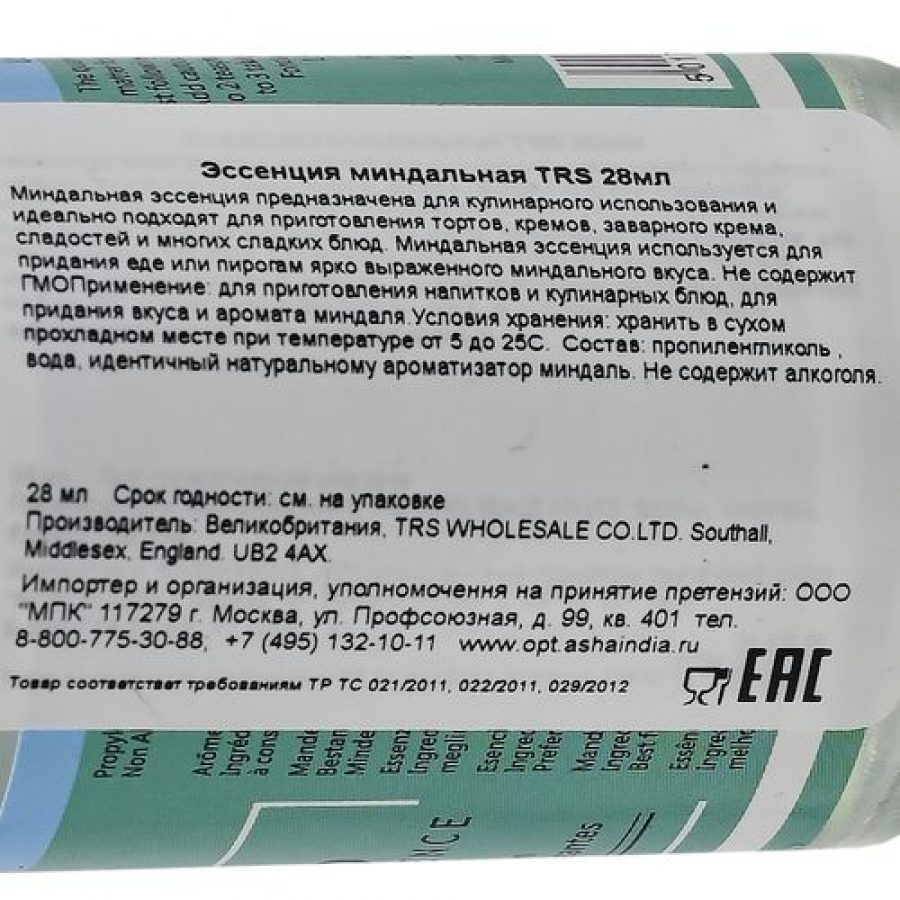 Эссенция миндальная TRS 28мл
Миндальная эссенция предназначена для кулинарного использования и
идеально подходят для приготовления тортов, кремов, заварного крема,
сладостей и многих сладких блюд. Миндальная эссенция используется для
придания еде или пирогам ярко выраженного миндального вкуса. Не содержит
ГМОПрименение: для приготовления напитков и кулинарных блюд, для
придания вкуса и аромата миндаля.Условия хранения: хранить в сухом
прохладном месте при температуре от 5 до 25С. Состав: пропиленгликоль ,
вода, идентичный натуральному ароматизатор миндаль. Не содержит алкоголя.
28 мл Срок годности: см. на упаковке
Производитель: Великобритания, TRS WHOLESALE CO.LTD. Southall,
Middlesex, England. UB2 4AX.
Импортер и организация, уполномочена на принятие претензий: ООО
"МПК" 117279 г. Москва, ул. Профсоюзная, д. 99, кв. 401 тел.
8-800-775-30-88, +7 (495) 132-10-11 www.opt.ashaindia.ru
Товар соответствует требованиям ТР ТС 021/2011, 022/2011, 029/2012
EAC